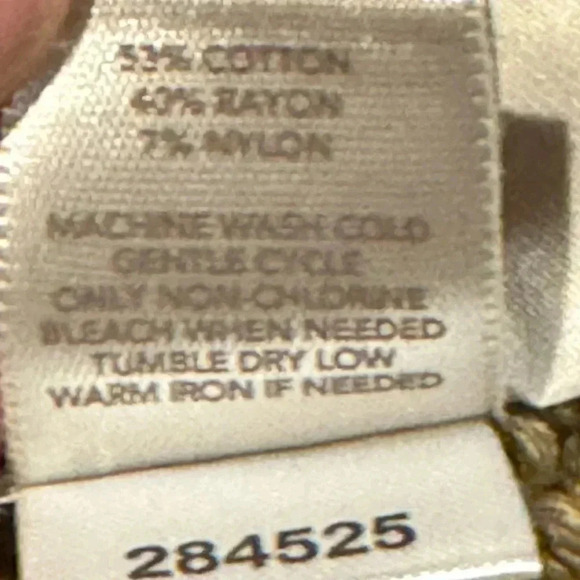 53% COTTON
40% RAYON
7% NYLON
MACHINE WASH COLD
GENTLE CYCLE
ONLY NON-CHLORINE
BLEACH WHEN NEEDED
TUMBLE DRY LOW
WARM IRON IF NEEDED
284525